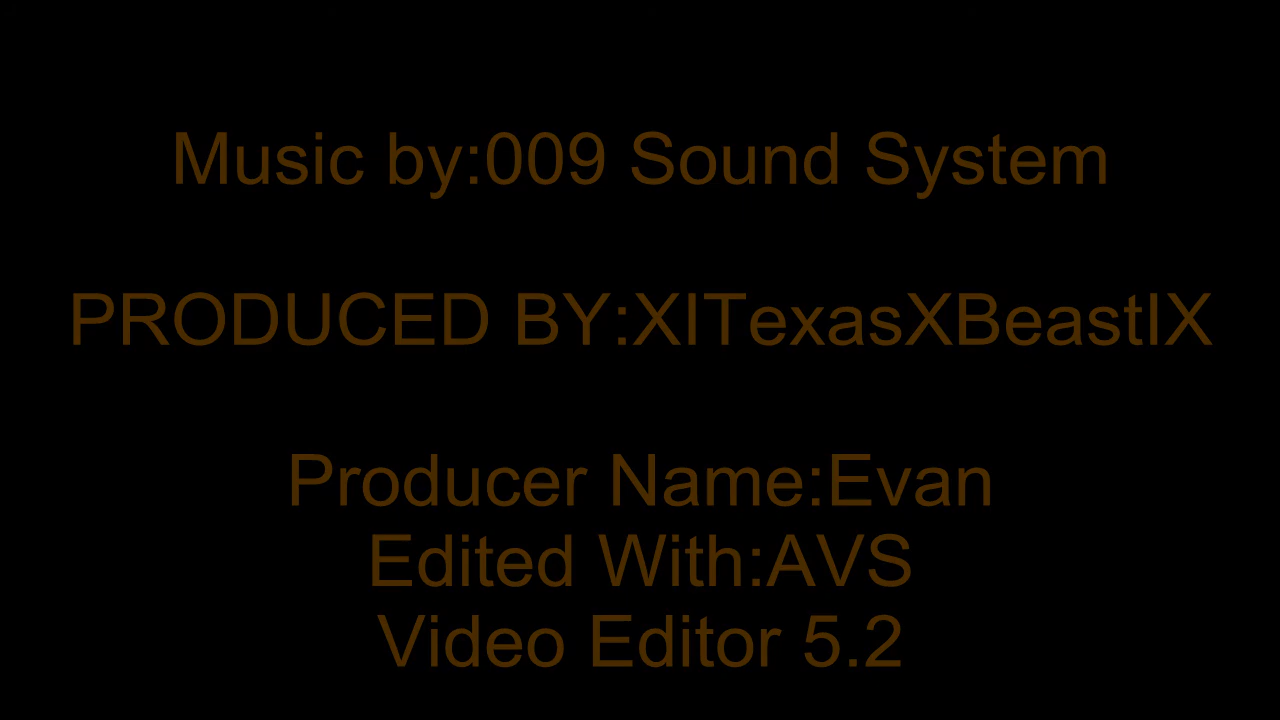 Music by:009 Sound System
PRODUCED BY:XITexasXBeastIX
Producer Name:Evan
Edited With:AVS
Video Editor 5.2